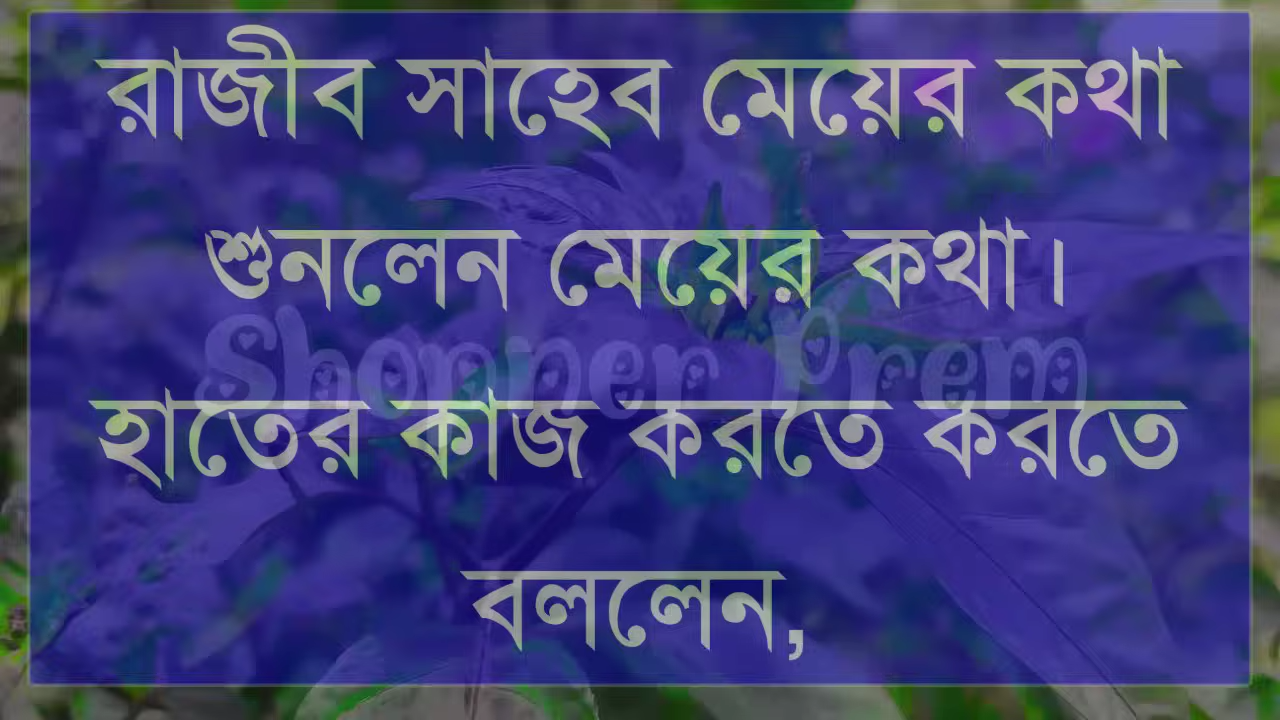 রাজীব সাহেব মেয়ের কথা
শুনলেন মেয়ের কথা।
Shopner Prem
হাতের কাজ করতে করতে
বললেন,